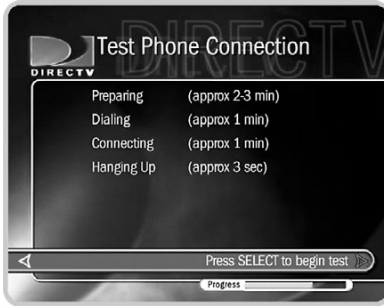 DIRECTV
Test Phone Connection
DIRECTV
Preparing (approx 2-3 min)
Dialing (approx 1 min)
Connecting (approx 1 min)
Hanging Up (approx 3 sec)
Press SELECT to begin test
Progress